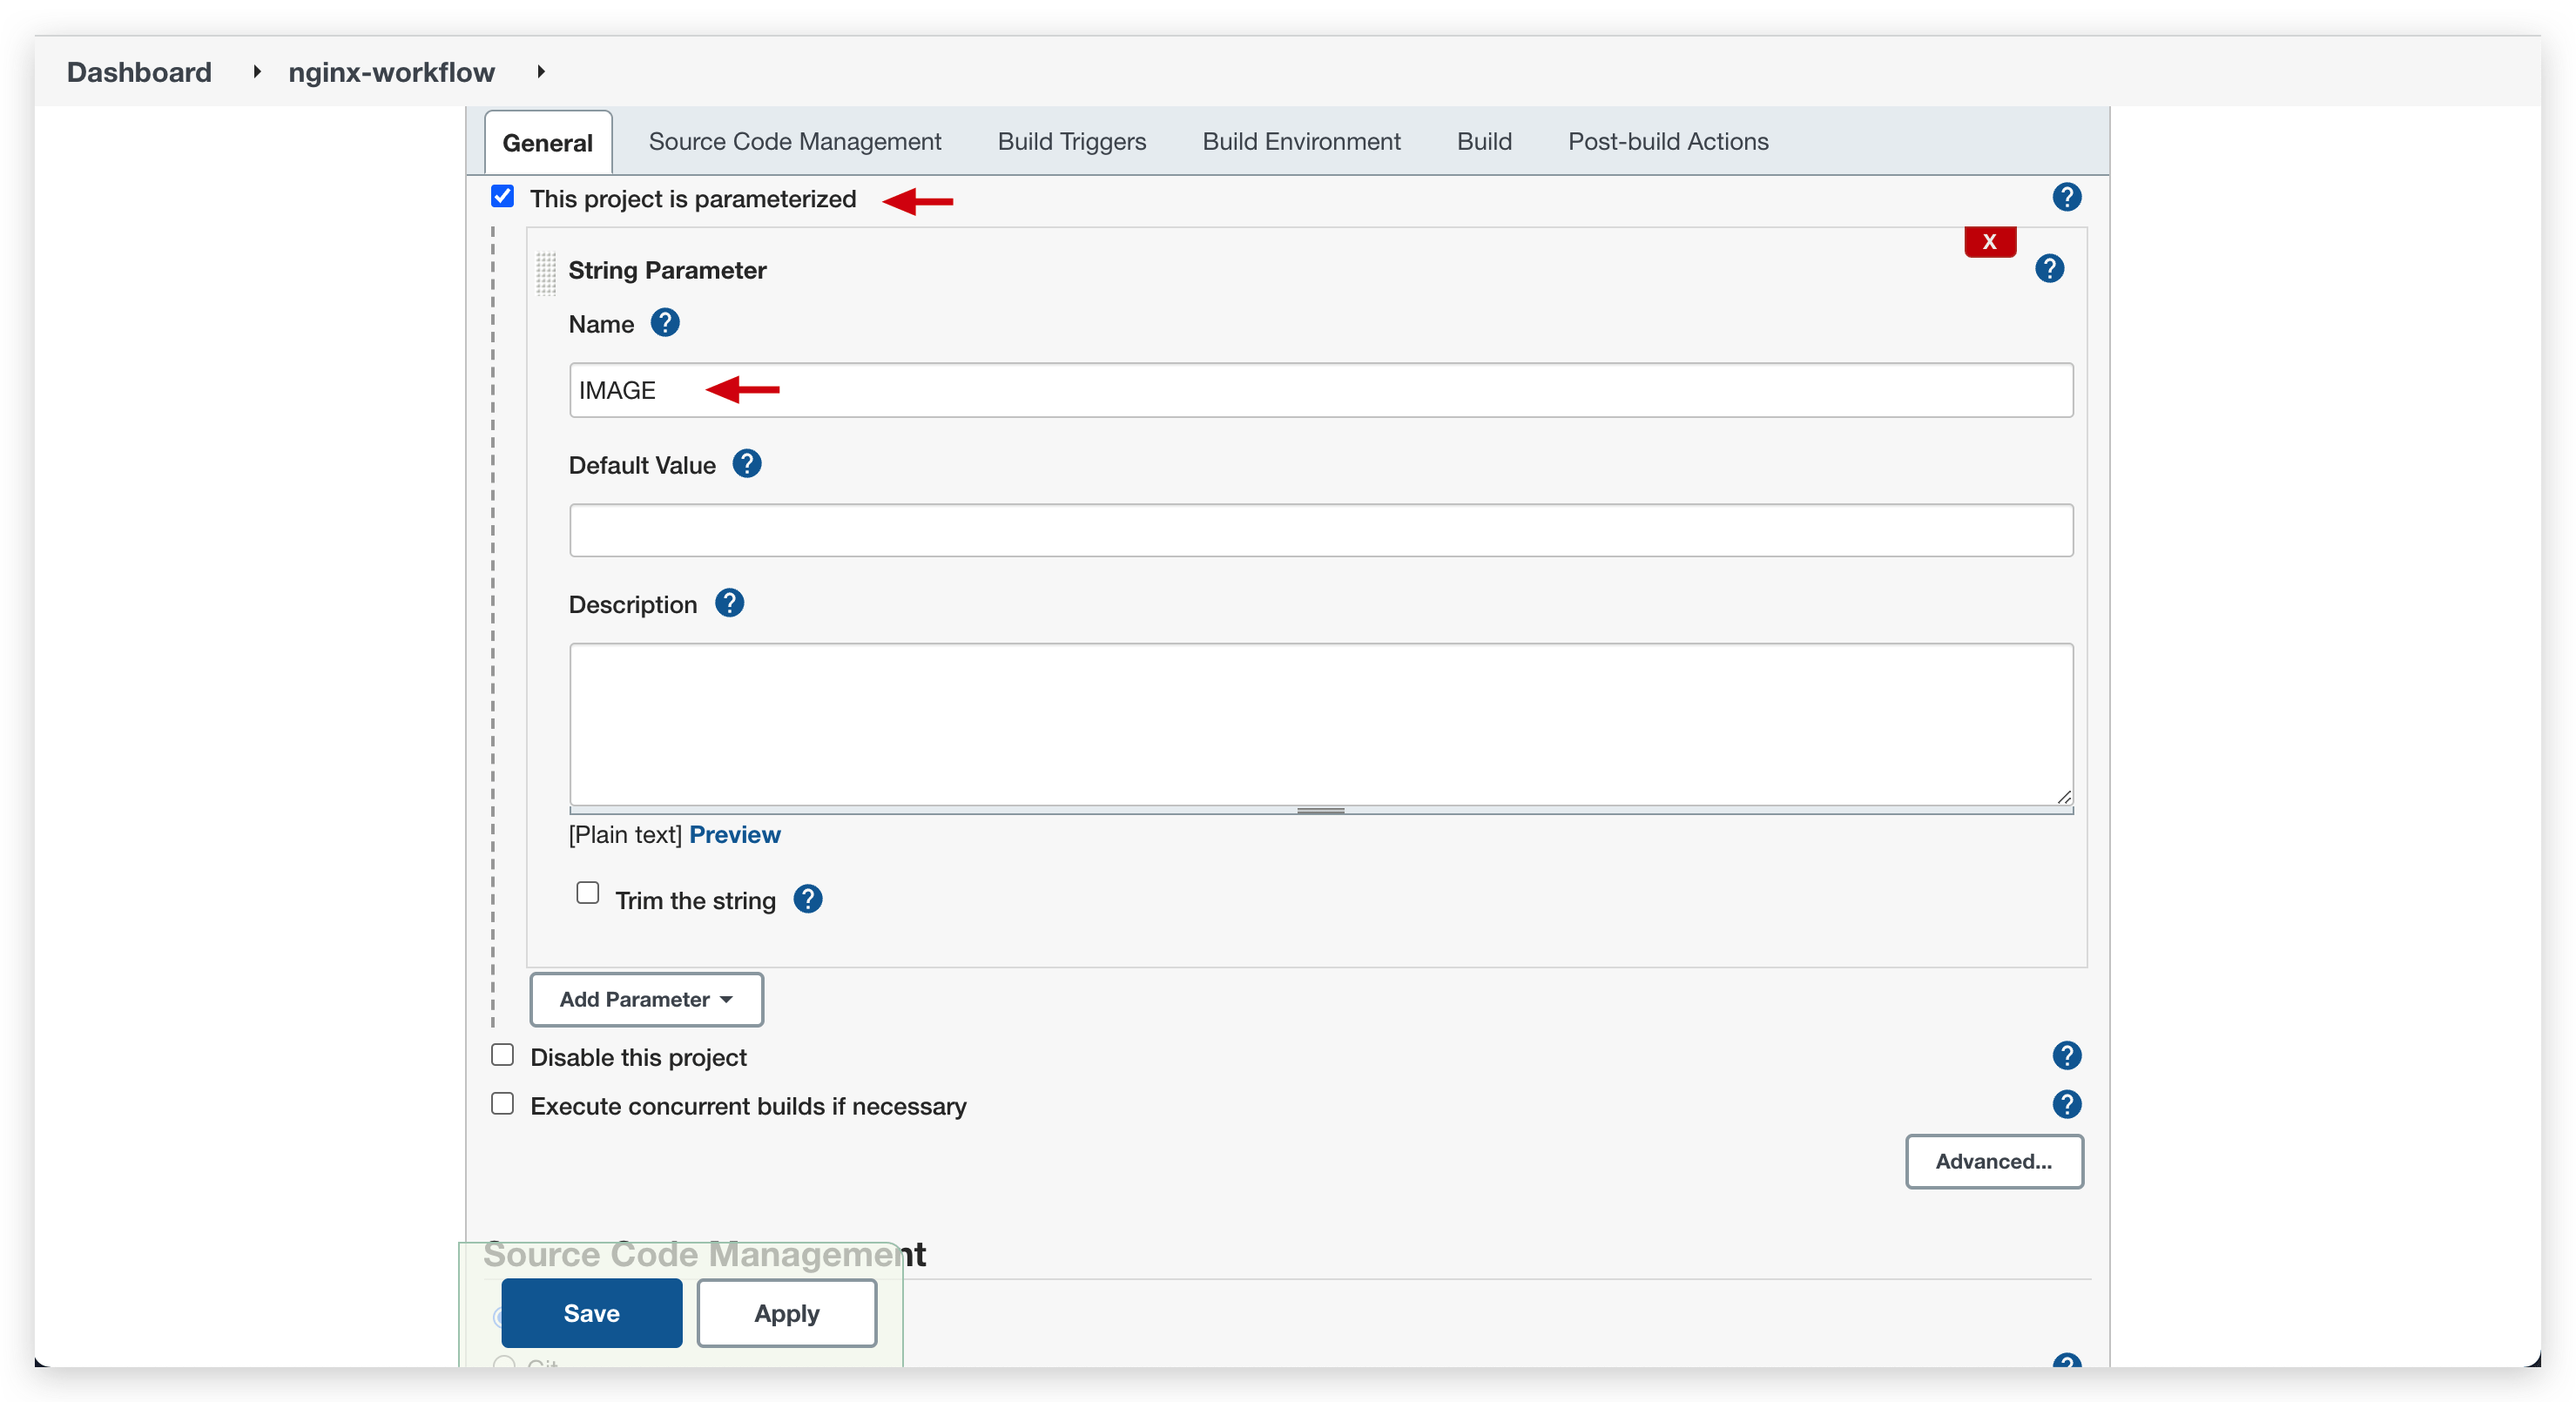 Dashboard nginx-workflow
General Source Code Management Build Triggers Build Environment Build Post-build Actions
This project is parameterized ?
X
String Parameter ?
Name ?
IMAGE
Default Value ?
Description ?
[Plain text] Preview
Trim the string ?
Add Parameter
Disable this project ?
Execute concurrent builds if necessary ?
Advanced...
Source Code Management
Save Apply
Git ?